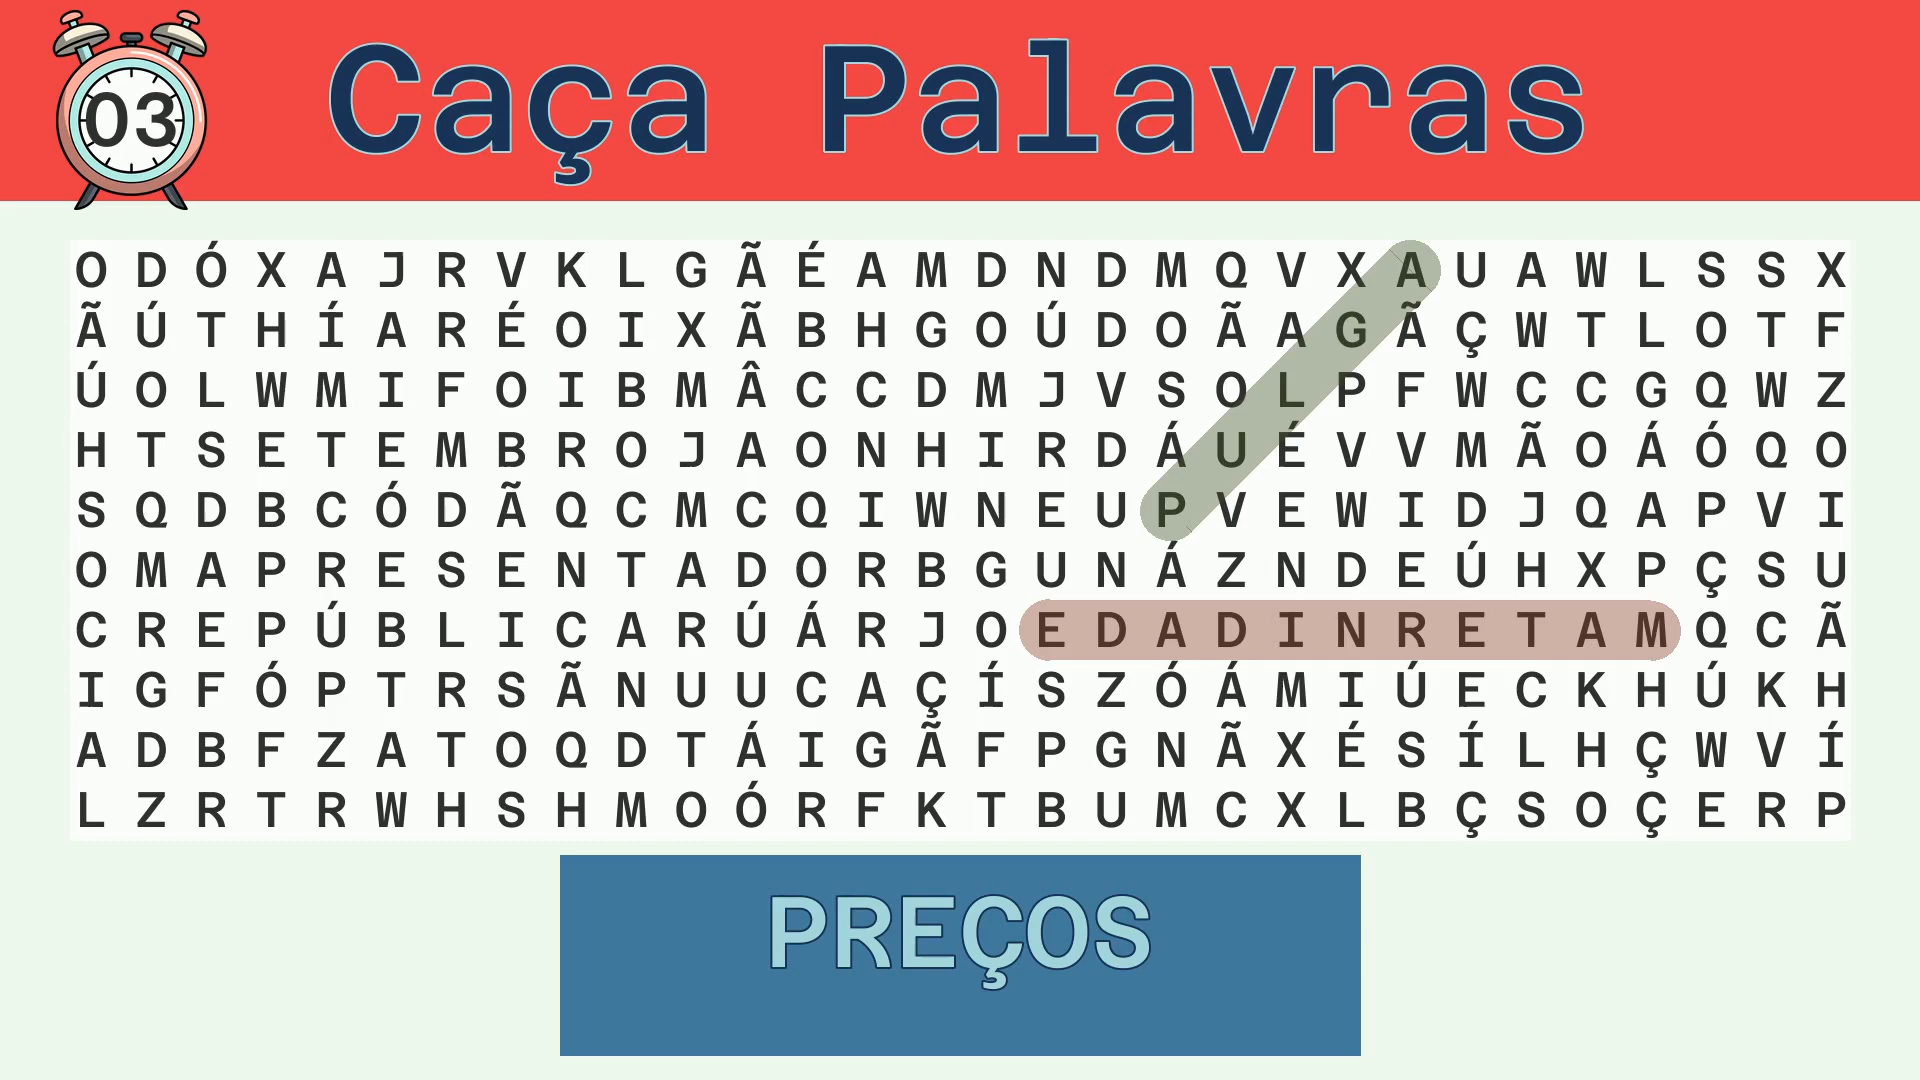 03
Caça Palavras
O D Ó X A J R V K L G Ã É A M D N D M Q V X A U A W L S S X
Ã Ú T H Í A R É O I X Ã B H G O Ú D O Ã A G Ã Ç W T L O T F
Ú O L W M I F O I B M Â C C D M J V S O L P F W C C G Q W Z
H T S E T E M B R O J A O N H I R D Á U É V V M Ã O Á Ó Q O
S Q D B C Ó D Ã Q C M C Q I W N E U P V E W I D J Q A P V I
O M A P R E S E N T A D O R B G U N Á Z N D E Ú H X P Ç S U
C R E P Ú B L I C A R Ú Á R J O E D A D I N R E T A M Q C Ã
I G F Ó P T R S Ã N U U C A Ç Í S Z Ó Á M I Ú E C K H Ú K H
A D B F Z A T O Q D T Á I G Ã F P G N Ã X É S Í L H Ç W V Í
L Z R T R W H S H M O Ó R F K T B U M C X L B Ç S O Ç E R P
PREÇOS